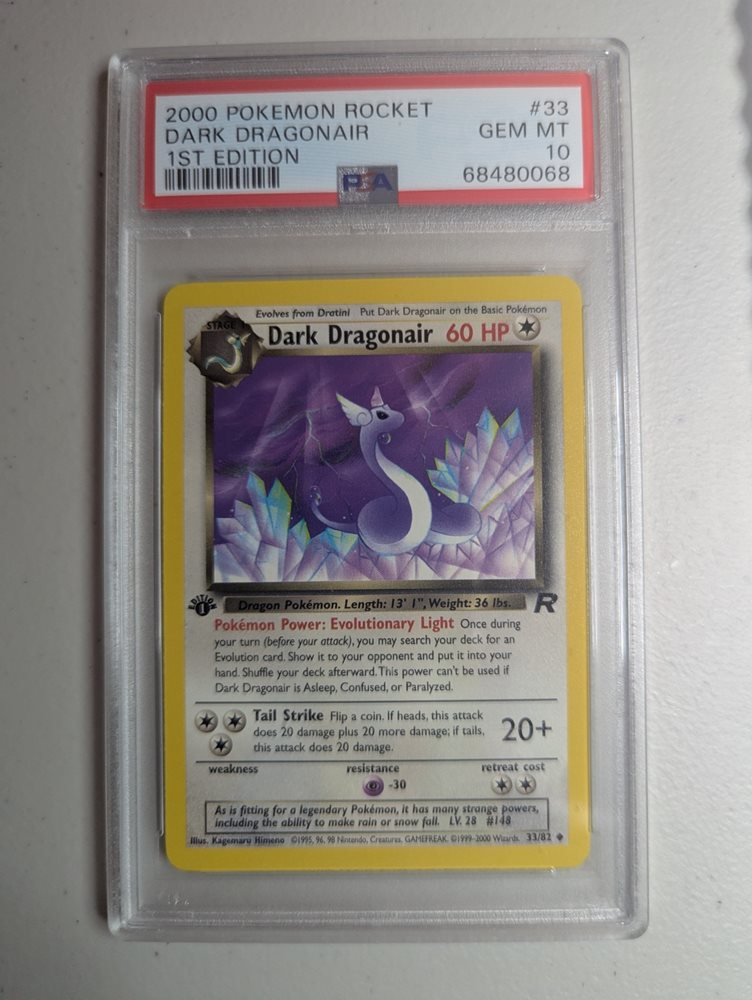 2000 POKEMON ROCKET #33
DARK DRAGONAIR GEM MT
1ST EDITION 10
PSA 68480068
Evolves from Dratini Put Dark Dragonair on the Basic Pokémon
STAGE 1 Dark Dragonair 60 HP
EDITION 1 Dragon Pokémon. Length: 13' 1", Weight: 36 lbs. R
Pokémon Power: Evolutionary Light Once during
your turn (before your attack), you may search your deck for an
Evolution card. Show it to your opponent and put it into your
hand. Shuffle your deck afterward. This power can't be used if
Dark Dragonair is Asleep, Confused, or Paralyzed.
Tail Strike Flip a coin. If heads, this attack
does 20 damage plus 20 more damage; if tails,
this attack does 20 damage.
20+
weakness resistance retreat cost
-30
As is fitting for a legendary Pokémon, it has many strange powers,
including the ability to make rain or snow fall. LV. 28 #148
Illus. Kagemaru Himeno ©1995, 96, 98 Nintendo, Creatures, GAMEFREAK. ©1999-2000 Wizards. 33/82